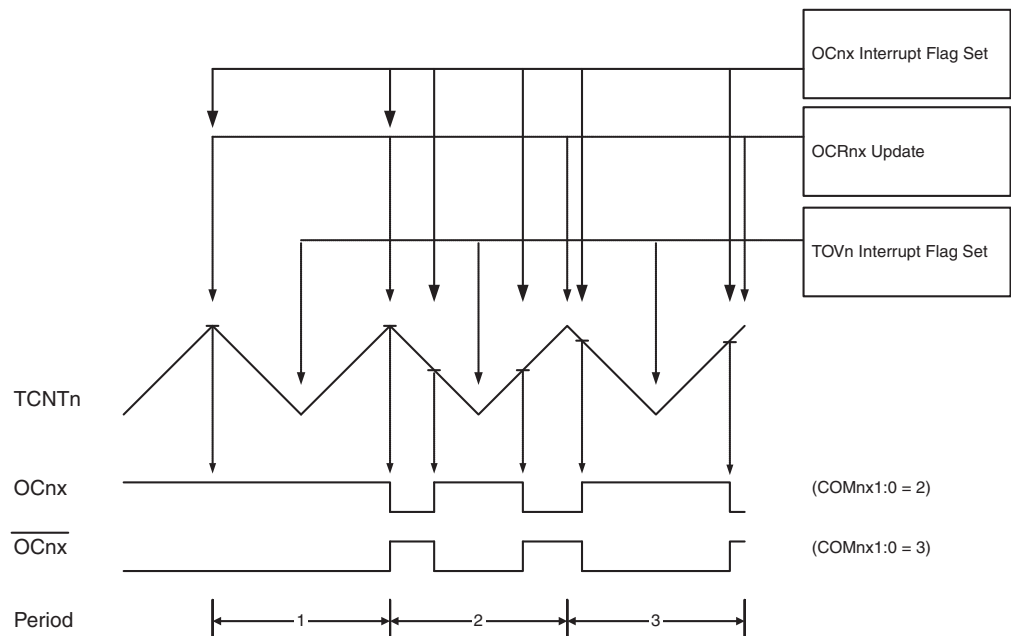 OCnx Interrupt Flag Set
OCRnx Update
TOVn Interrupt Flag Set
TCNTn
OCnx
(COMnx1:0 = 2)
OCnx
(COMnx1:0 = 3)
Period
1
2
3